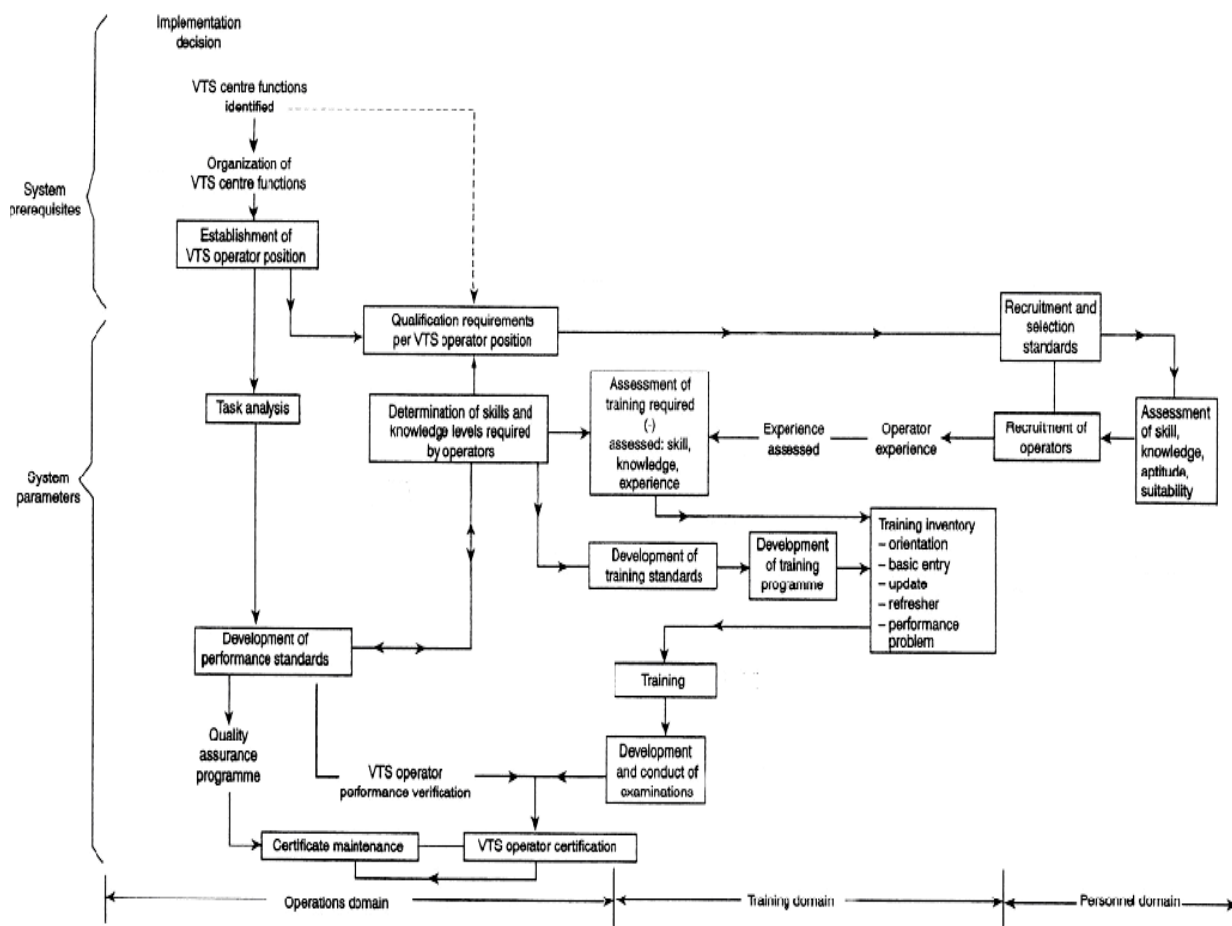 Implementation
decision
VTS centre functions
identified
Organization of
VTS centre functions
System
prerequisites
Establishment of
VTS operator position
Qualification requirements
per VTS operator position
Recruitment and
selection
standards
Task analysis
Determination of skills and
knowledge levels required
by operators
Assessment of
training required
(-)
assessed: skill,
knowledge,
experience
Experience
assessed
Operator
experience
Recruitment of
operators
Assessment
of skill,
knowledge,
aptitude,
suitability
System
parameters
Development of
training standards
Development
of training
programme
Training inventory
– orientation
– basic entry
– update
– refresher
– performance
problem
Development of
performance standards
Training
Quality
assurance
programme
VTS operator
performance verification
Development
and conduct of
examinations
Certificate maintenance
VTS operator certification
Operations domain
Training domain
Personnel domain